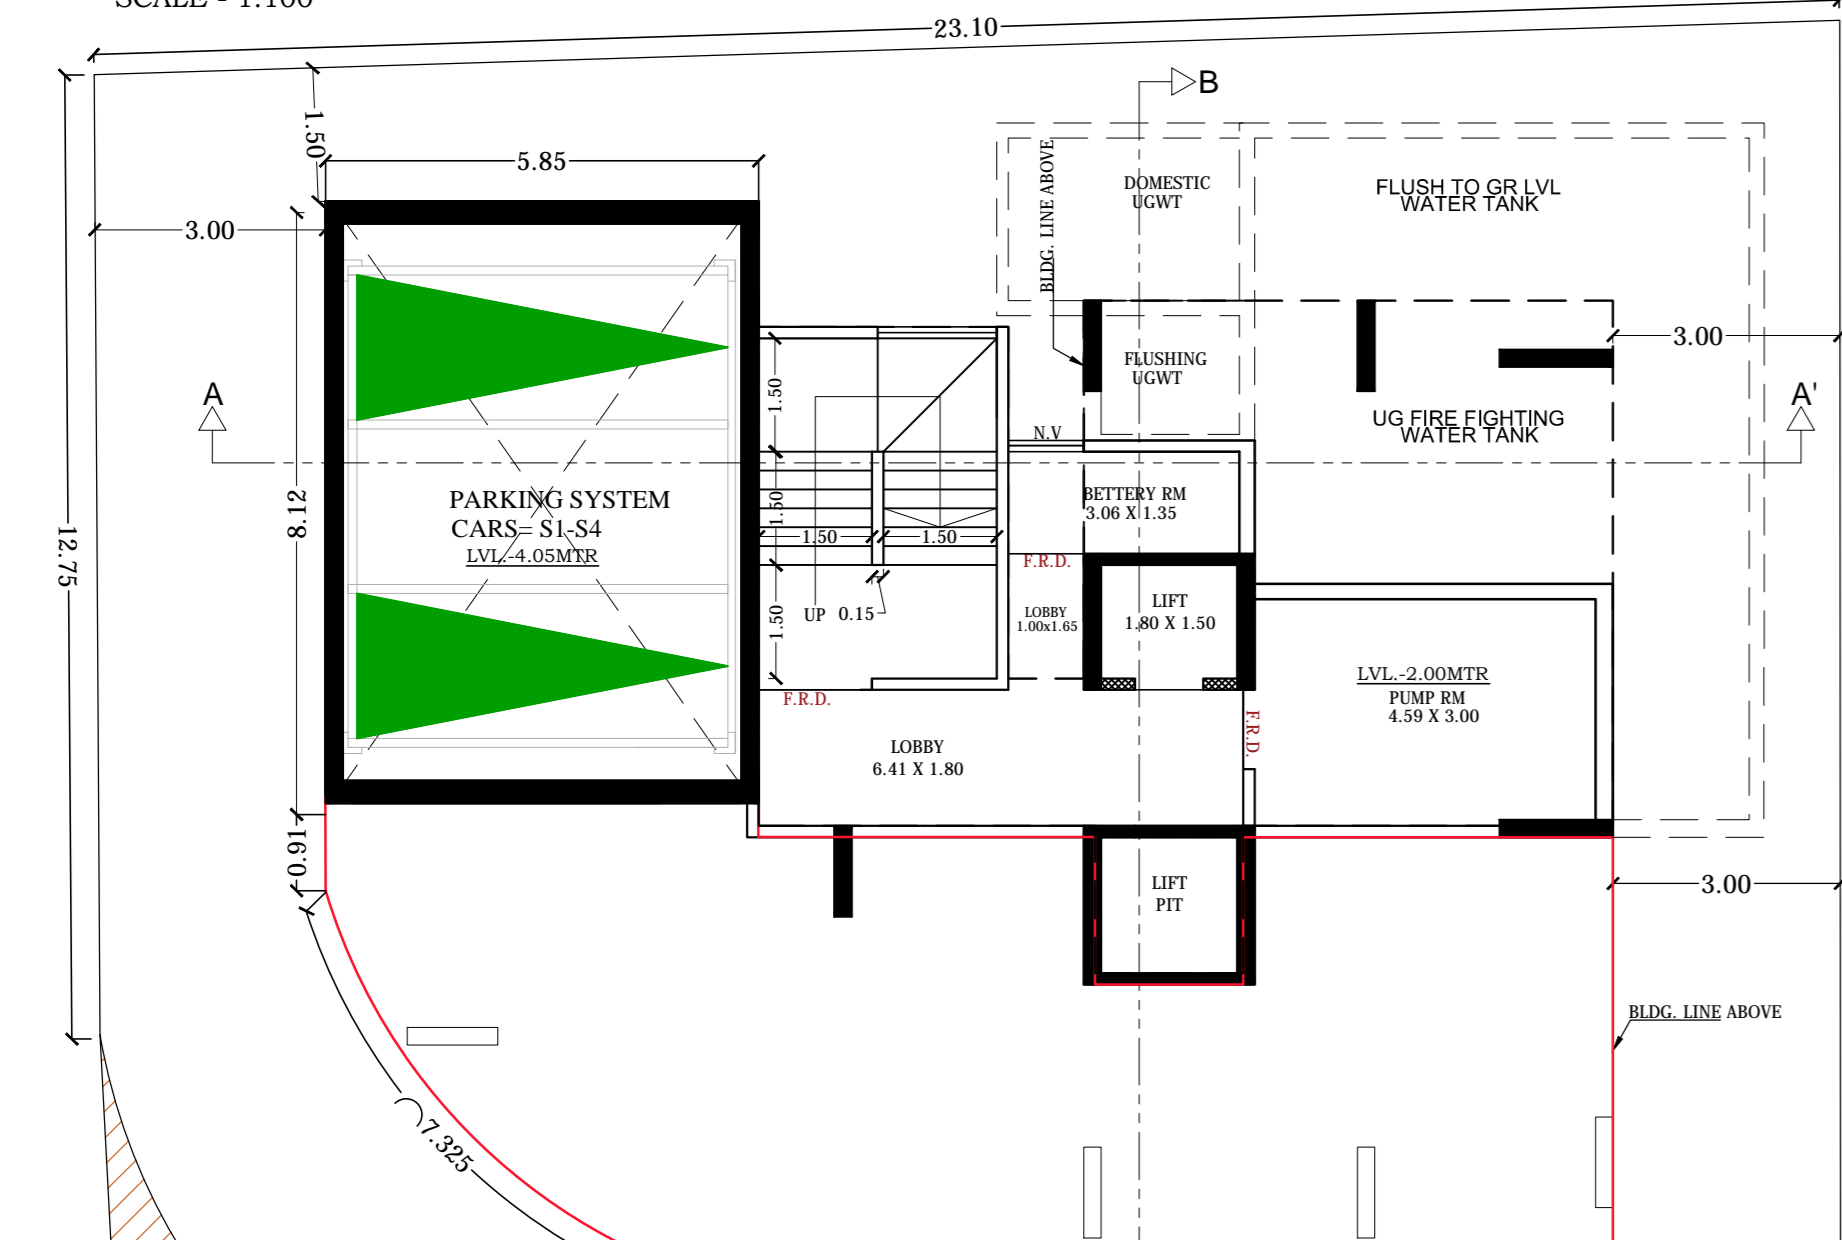 SCALE - 1:100
23.10
B
1.50
5.85
BLDG. LINE ABOVE
DOMESTIC
UGWT
FLUSH TO GR LVL
WATER TANK
3.00
3.00
1.50
FLUSHING
UGWT
A
A'
UG FIRE FIGHTING
WATER TANK
N.V
PARKING SYSTEM
CARS= S1-S4
LVL.-4.05MTR
8.12
12.75
1.50
1.50
1.50
BETTERY RM
3.06 X 1.35
F.R.D.
UP
0.15
1.50
LOBBY
1.00x1.65
LIFT
1.80 X 1.50
F.R.D.
LVL.-2.00MTR
PUMP RM
4.59 X 3.00
F.R.D.
LOBBY
6.41 X 1.80
0.91
LIFT
PIT
3.00
BLDG. LINE ABOVE
7.325